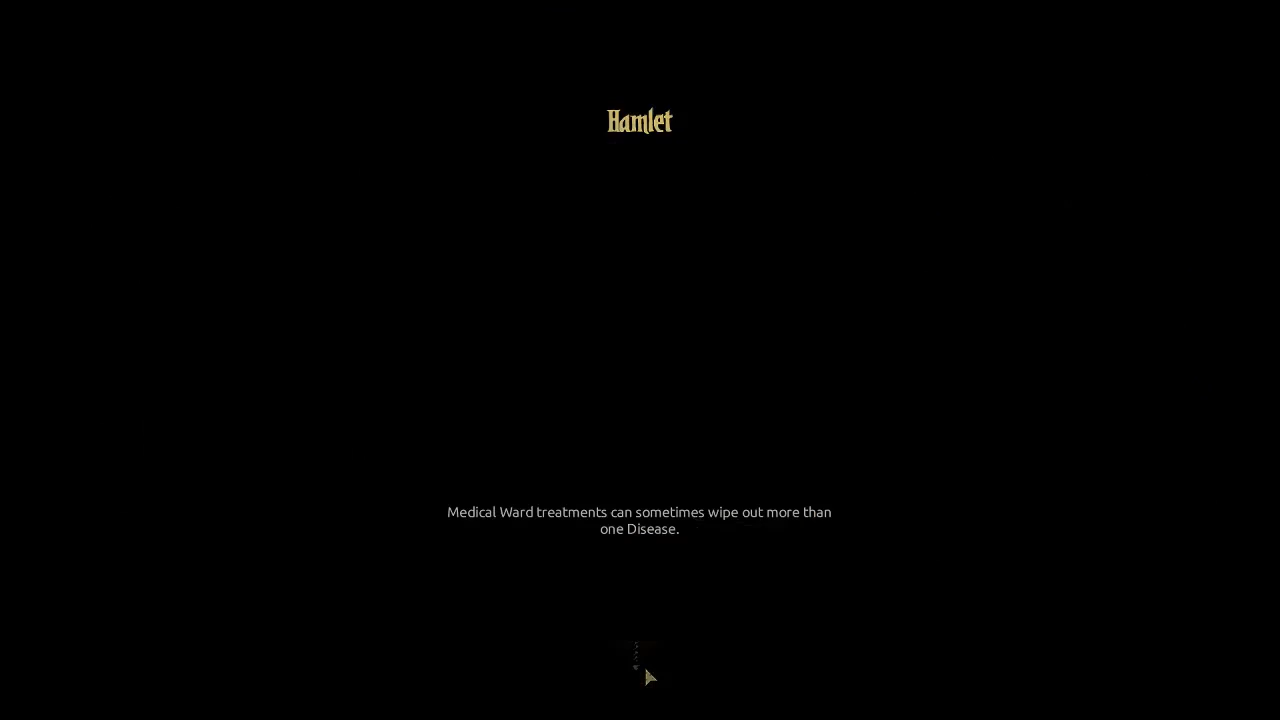 Hamlet
Medical Ward treatments can sometimes wipe out more than
one Disease.